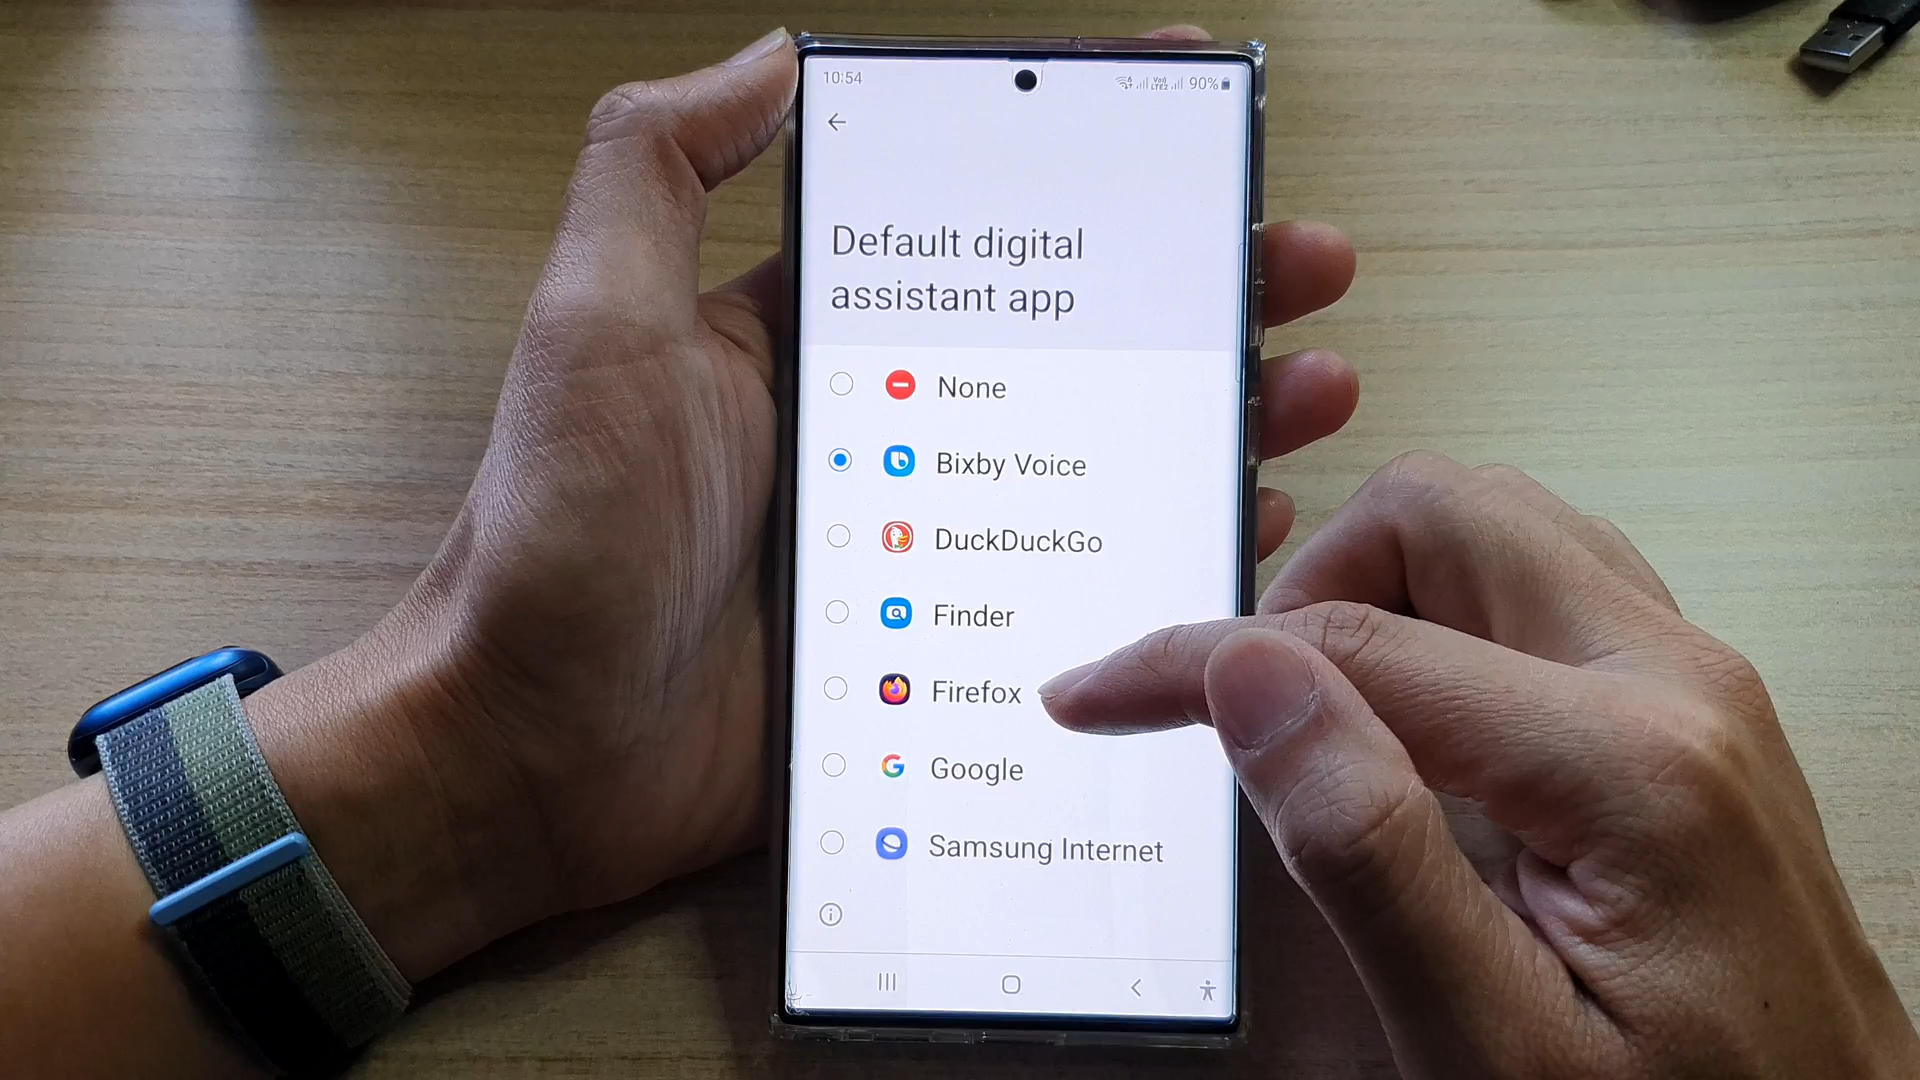 10:54
90%
Default digital
assistant app
None
Bixby Voice
DuckDuckGo
Finder
Firefox
Google
Samsung Internet